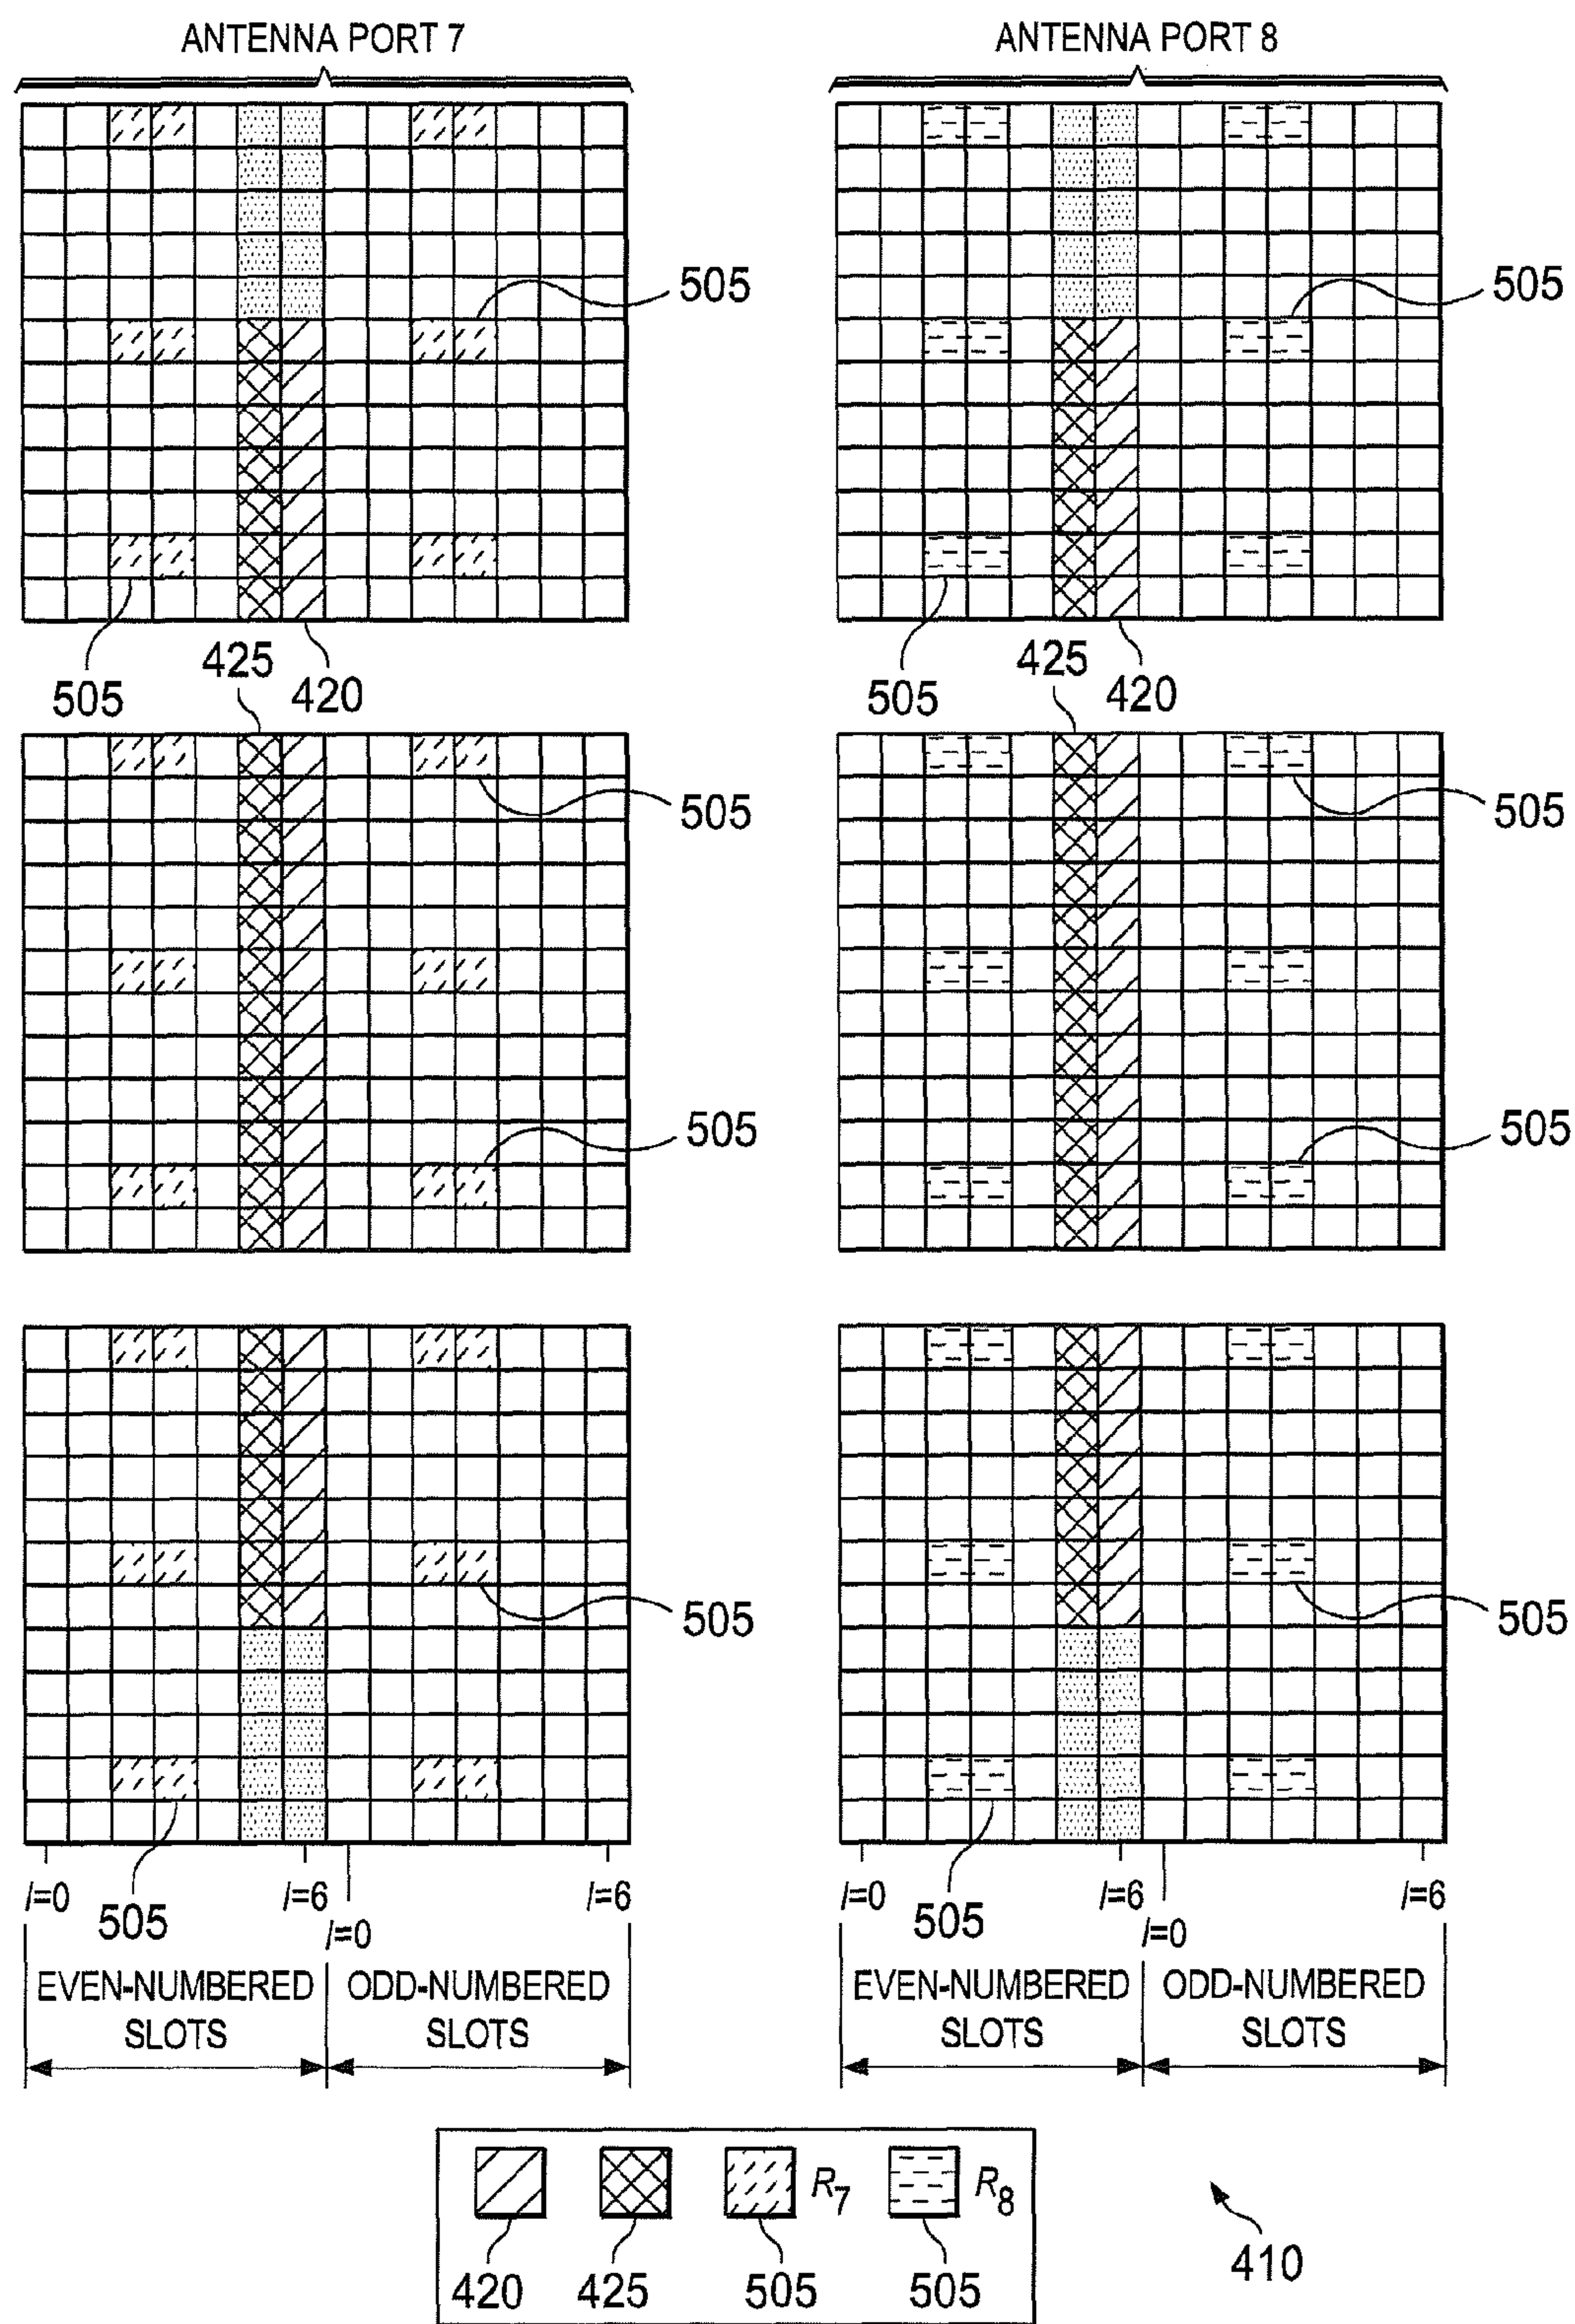 ANTENNA PORT 7 ANTENNA PORT 8
505 505
425 425
505 420 505 420
505 505
505 505
505 505
l=0 l=6 l=6 l=0 l=6 l=6
505 l=0 505 l=0
EVEN-NUMBERED SLOTS ODD-NUMBERED SLOTS EVEN-NUMBERED SLOTS ODD-NUMBERED SLOTS
R7 R8
420 425 505 505
410